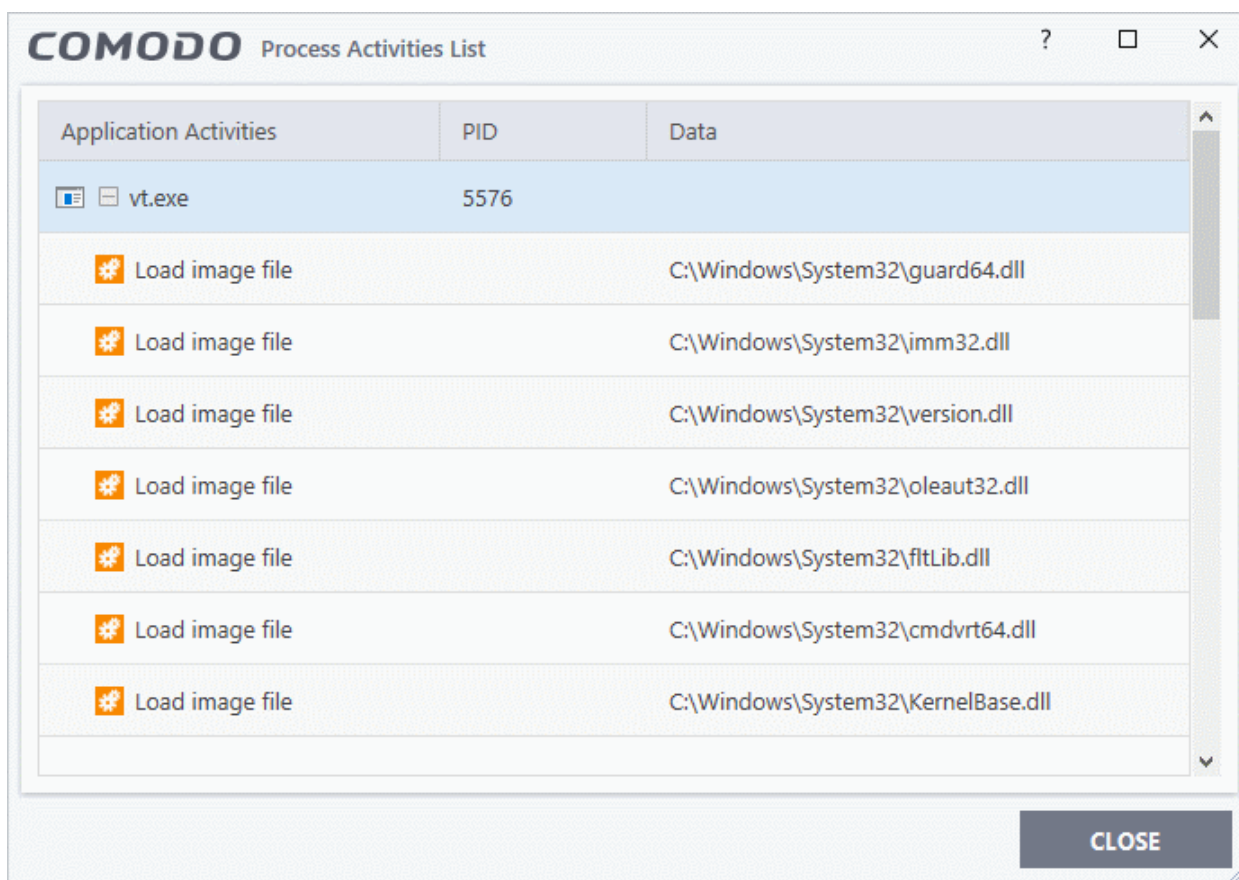 COMODO Process Activities List ?
Application Activities PID Data
vt.exe 5576
Load image file C:\Windows\System32\guard64.dll
Load image file C:\Windows\System32\imm32.dll
Load image file C:\Windows\System32\version.dll
Load image file C:\Windows\System32\oleaut32.dll
Load image file C:\Windows\System32\fltLib.dll
Load image file C:\Windows\System32\cmdvrt64.dll
Load image file C:\Windows\System32\KernelBase.dll
CLOSE